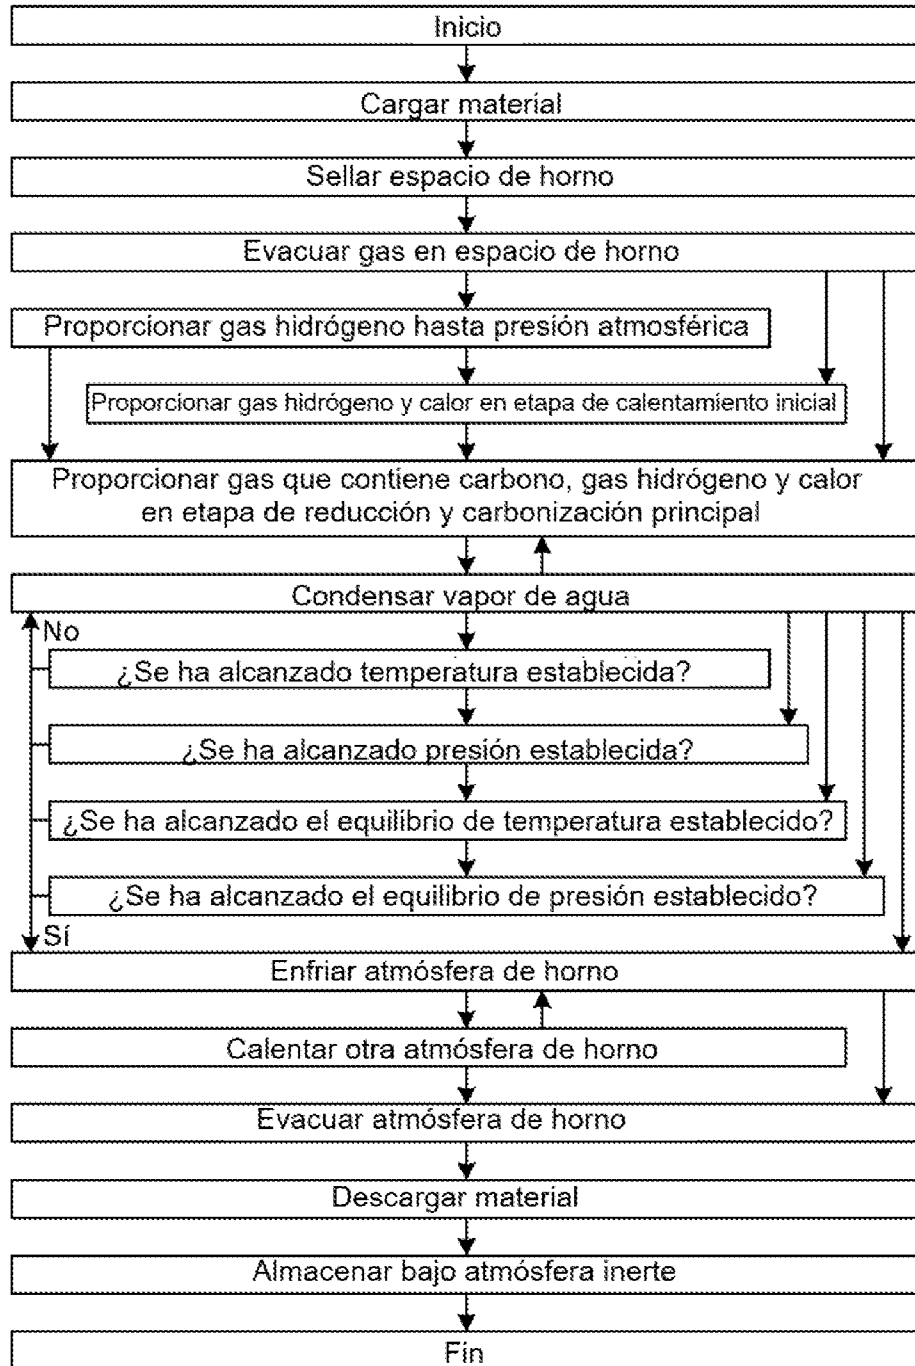 Inicio
Cargar material
Sellar espacio de horno
Evacuar gas en espacio de horno
Proporcionar gas hidrógeno hasta presión atmosférica
Proporcionar gas hidrógeno y calor en etapa de calentamiento inicial
Proporcionar gas que contiene carbono, gas hidrógeno y calor
en etapa de reducción y carbonización principal
Condensar vapor de agua
No
¿Se ha alcanzado temperatura establecida?
¿Se ha alcanzado presión establecida?
¿Se ha alcanzado el equilibrio de temperatura establecido?
¿Se ha alcanzado el equilibrio de presión establecido?
Sí
Enfriar atmósfera de horno
Calentar otra atmósfera de horno
Evacuar atmósfera de horno
Descargar material
Almacenar bajo atmósfera inerte
Fin